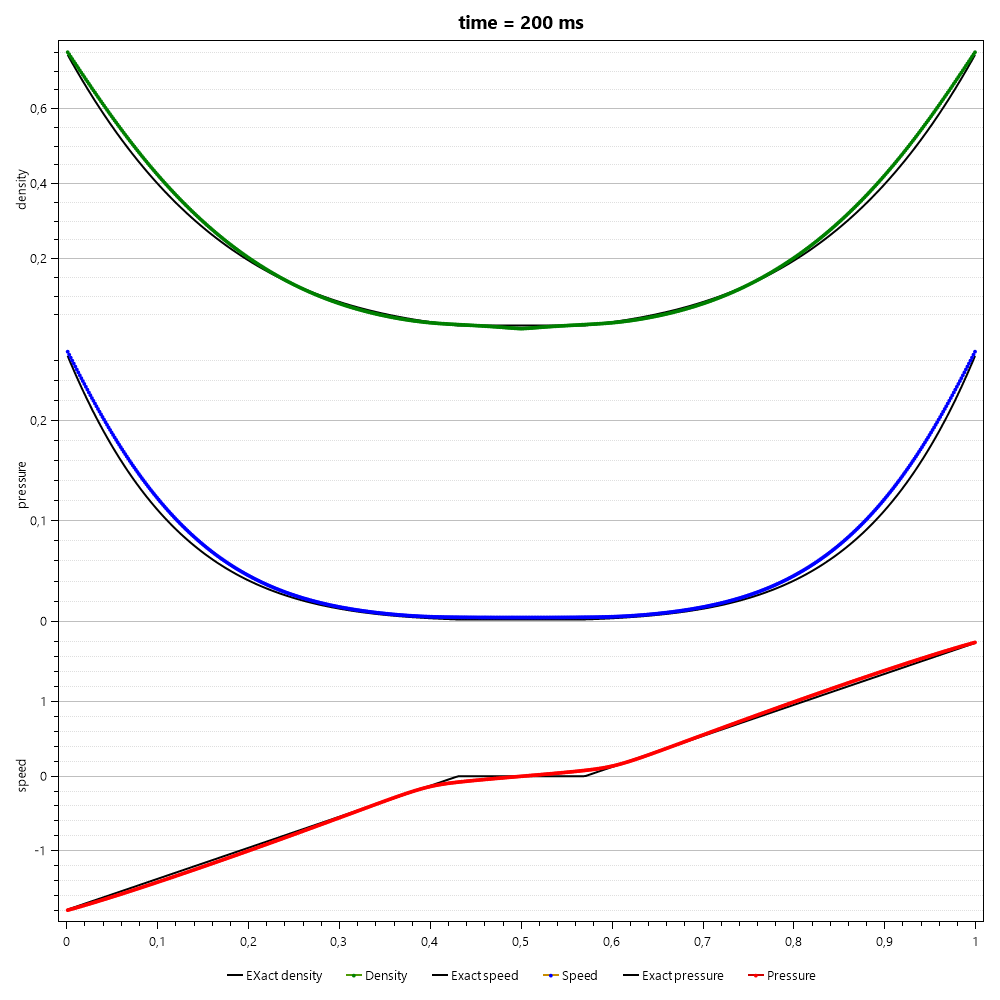 time = 200 ms
density
0,6
0,4
0,2
pressure
0,2
0,1
0
speed
1
0
-1
0 0,1 0,2 0,3 0,4 0,5 0,6 0,7 0,8 0,9 1
EXact density Density Exact speed Speed Exact pressure Pressure